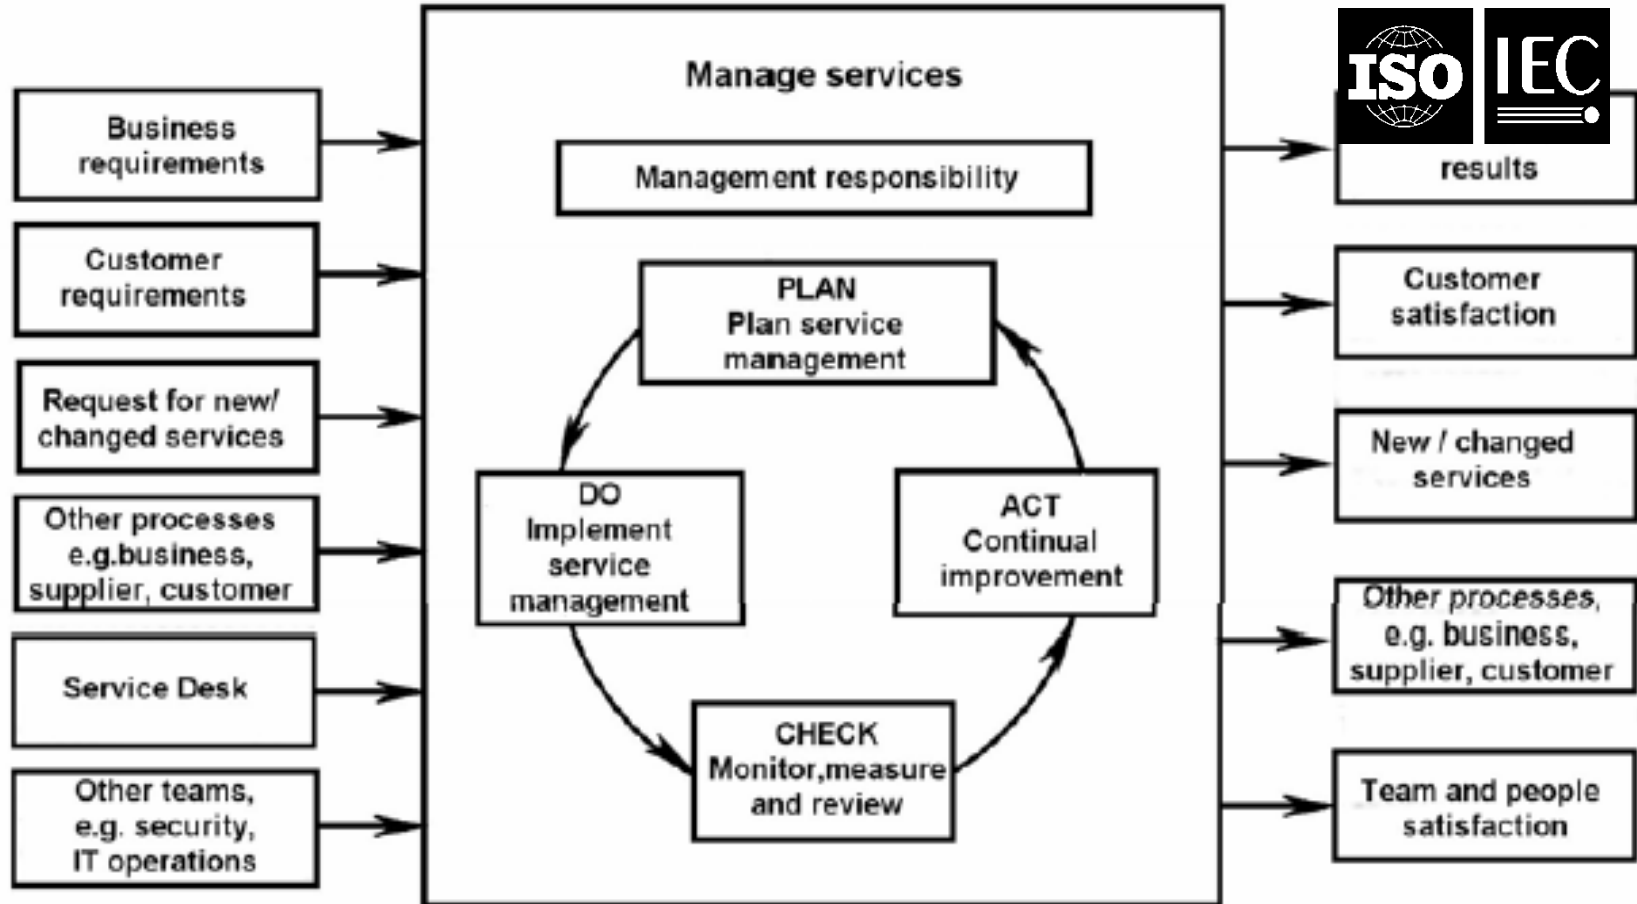 Manage services
Management responsibility
Business
requirements
Customer
requirements
Request for new/
changed services
Other processes
e.g.business,
supplier, customer
Service Desk
Other teams,
e.g. security,
IT operations
PLAN
Plan service
management
DO
Implement
service
management
CHECK
Monitor,measure
and review
ACT
Continual
improvement
ISO IEC
results
Customer
satisfaction
New / changed
services
Other processes,
e.g. business,
supplier, customer
Team and people
satisfaction